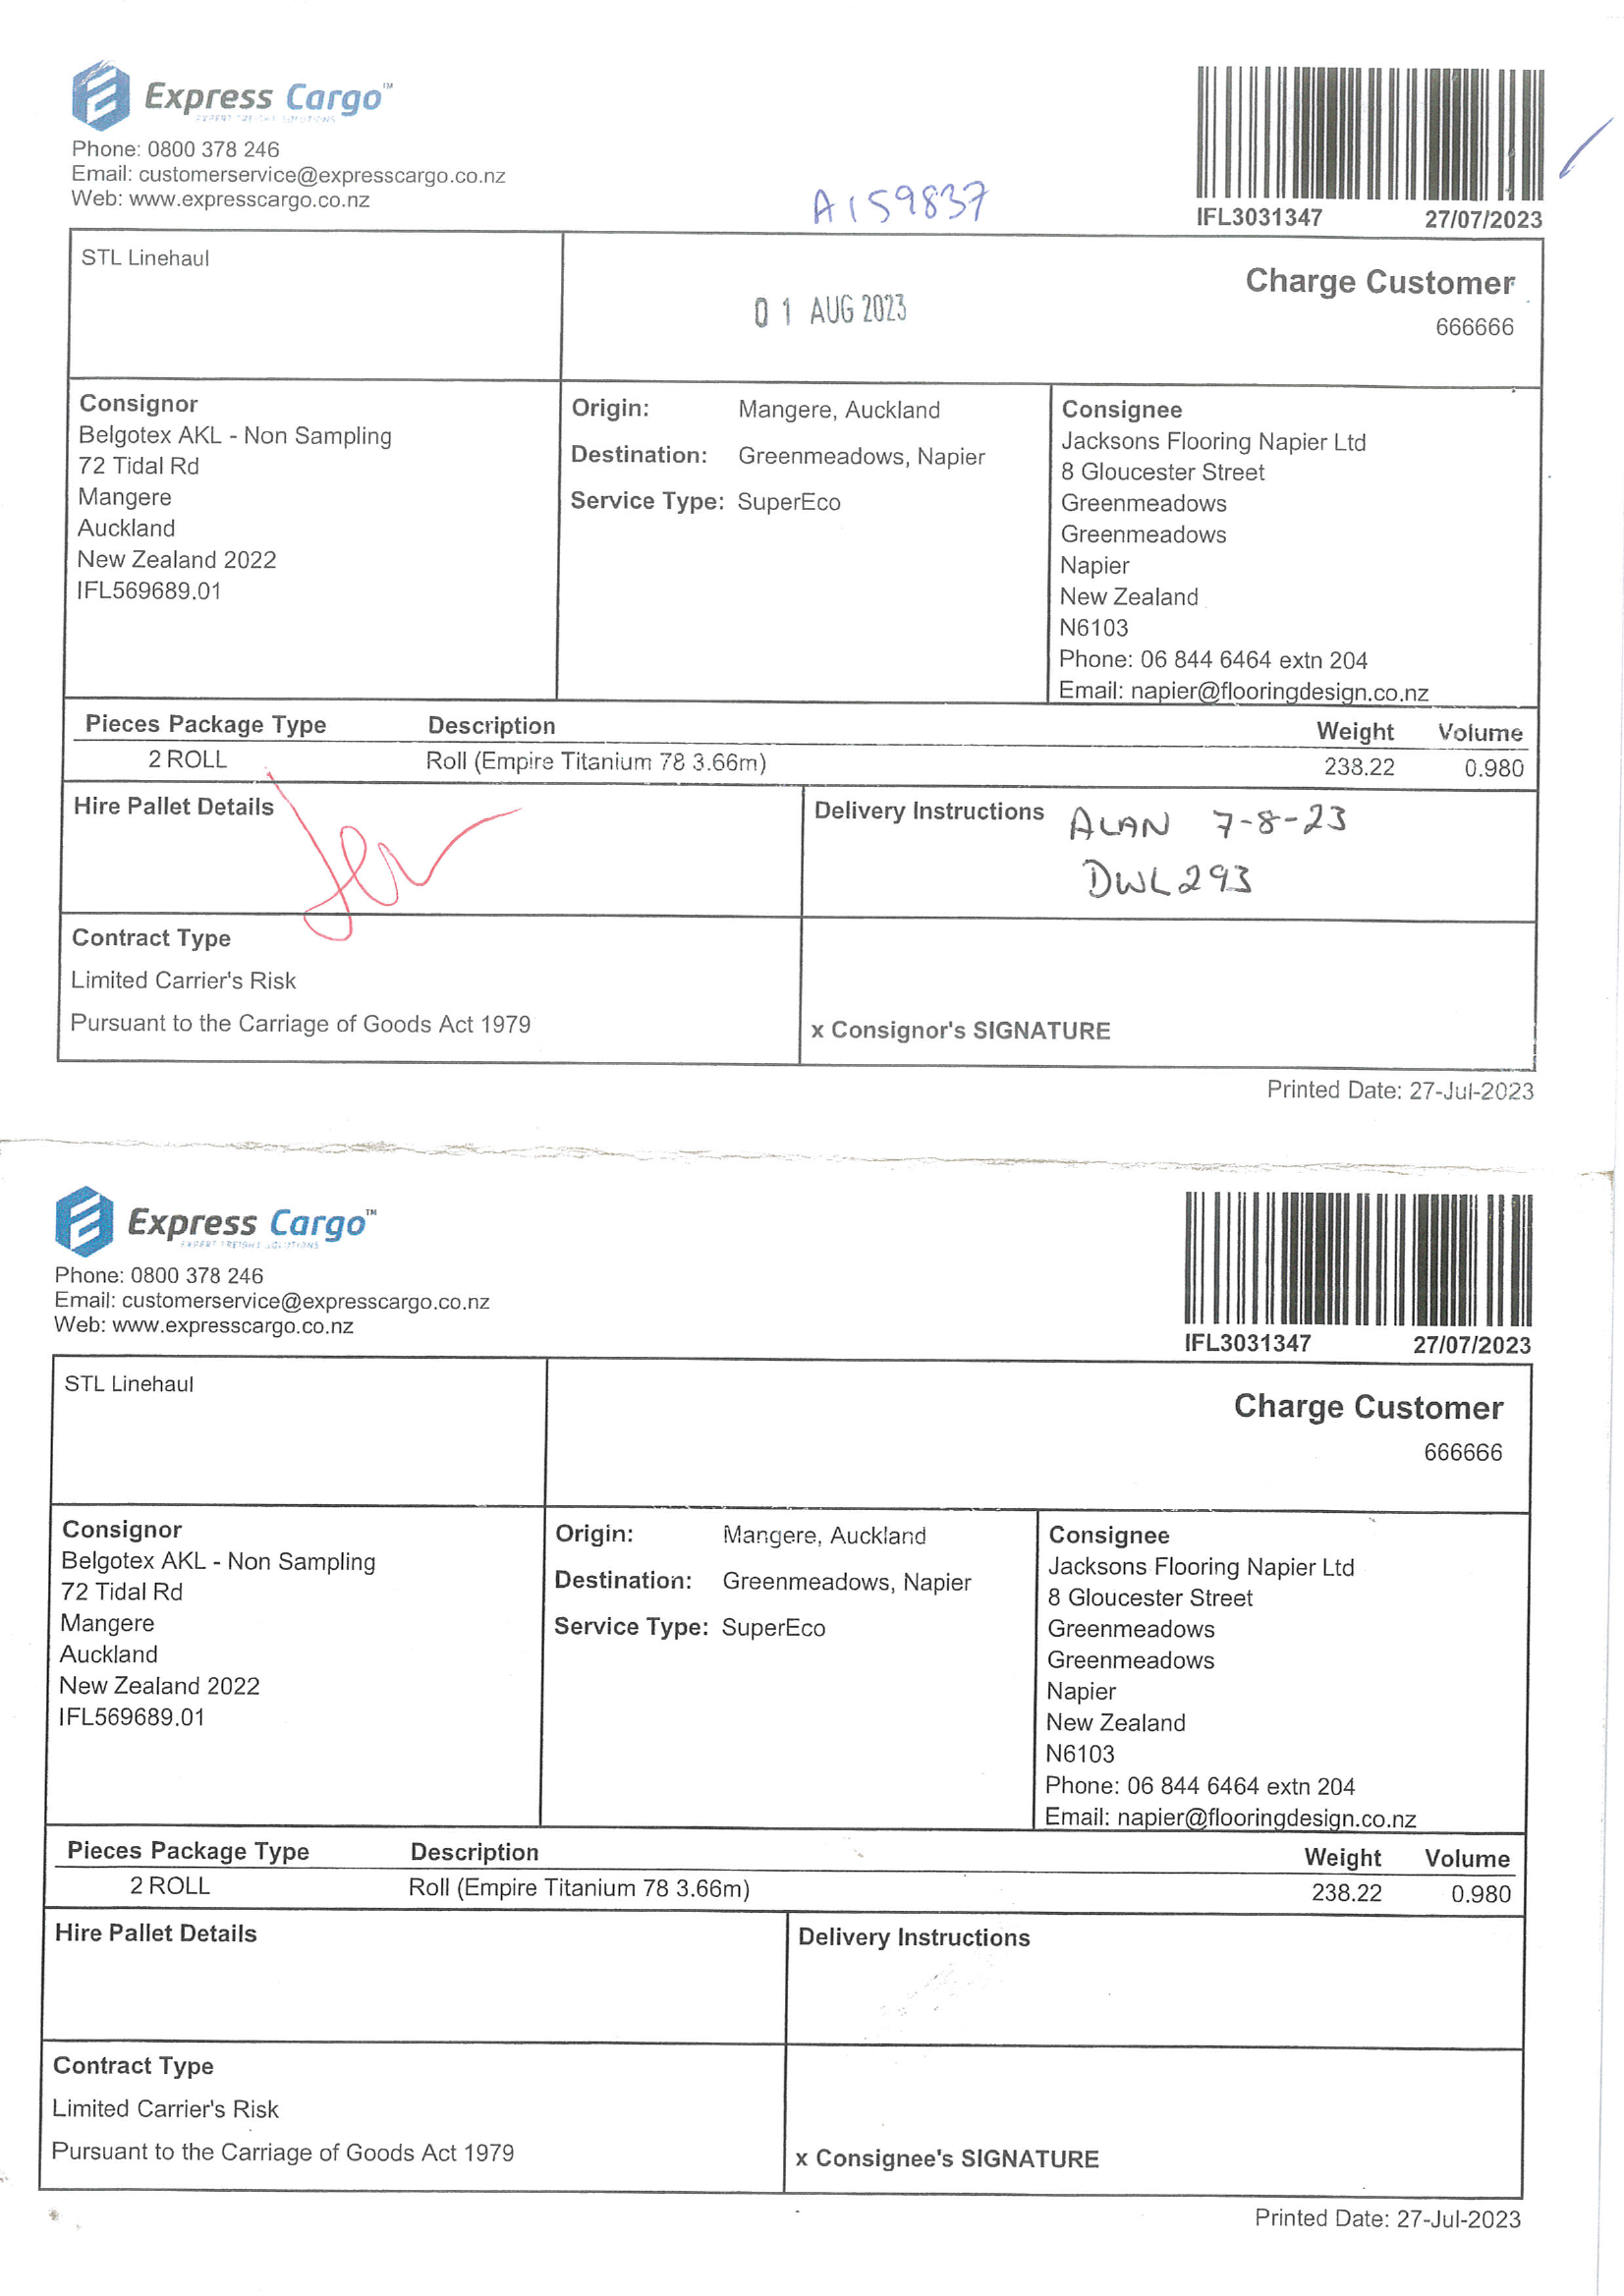 Express Cargo™
EXPERT FREIGHT SOLUTIONS
Phone: 0800 378 246
Email: customerservice@expresscargo.co.nz
Web: www.expresscargo.co.nz
A159837
IFL3031347 27/07/2023
STL Linehaul
01 AUG 2023
Charge Customer
666666
Consignor
Belgotex AKL - Non Sampling
72 Tidal Rd
Mangere
Auckland
New Zealand 2022
IFL569689.01
Origin: Mangere, Auckland
Destination: Greenmeadows, Napier
Service Type: SuperEco
Consignee
Jacksons Flooring Napier Ltd
8 Gloucester Street
Greenmeadows
Greenmeadows
Napier
New Zealand
N6103
Phone: 06 844 6464 extn 204
Email: napier@flooringdesign.co.nz
Pieces Package Type Description Weight Volume
2 ROLL Roll (Empire Titanium 78 3.66m) 238.22 0.980
Hire Pallet Details
Delivery Instructions ALAN 7-8-23
DWL293
Contract Type
Limited Carrier's Risk
Pursuant to the Carriage of Goods Act 1979
x Consignor's SIGNATURE
Printed Date: 27-Jul-2023
Express Cargo™
EXPERT FREIGHT SOLUTIONS
Phone: 0800 378 246
Email: customerservice@expresscargo.co.nz
Web: www.expresscargo.co.nz
IFL3031347 27/07/2023
STL Linehaul
Charge Customer
666666
Consignor
Belgotex AKL - Non Sampling
72 Tidal Rd
Mangere
Auckland
New Zealand 2022
IFL569689.01
Origin: Mangere, Auckland
Destination: Greenmeadows, Napier
Service Type: SuperEco
Consignee
Jacksons Flooring Napier Ltd
8 Gloucester Street
Greenmeadows
Greenmeadows
Napier
New Zealand
N6103
Phone: 06 844 6464 extn 204
Email: napier@flooringdesign.co.nz
Pieces Package Type Description Weight Volume
2 ROLL Roll (Empire Titanium 78 3.66m) 238.22 0.980
Hire Pallet Details
Delivery Instructions
Contract Type
Limited Carrier's Risk
Pursuant to the Carriage of Goods Act 1979
x Consignee's SIGNATURE
Printed Date: 27-Jul-2023